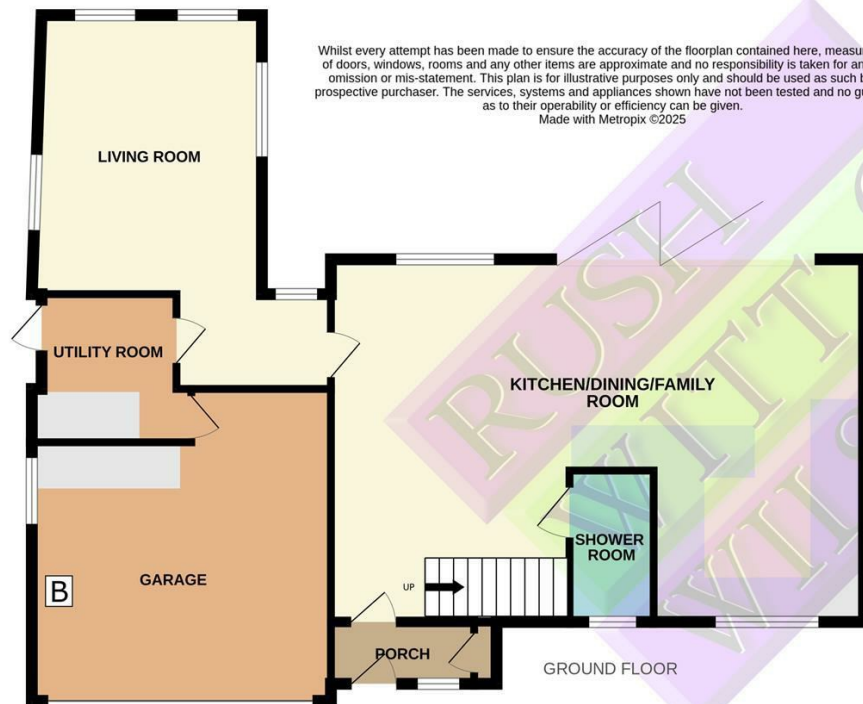 Whilst every attempt has been made to ensure the accuracy of the floorplan contained here, measur
of doors, windows, rooms and any other items are approximate and no responsibility is taken for an
omission or mis-statement. This plan is for illustrative purposes only and should be used as such b
prospective purchaser. The services, systems and appliances shown have not been tested and no gu
as to their operability or efficiency can be given.
Made with Metropix ©2025
LIVING ROOM
UTILITY ROOM
KITCHEN/DINING/FAMILY
ROOM
SHOWER
ROOM
GARAGE
B
UP
PORCH
GROUND FLOOR
RUSH
WITT &